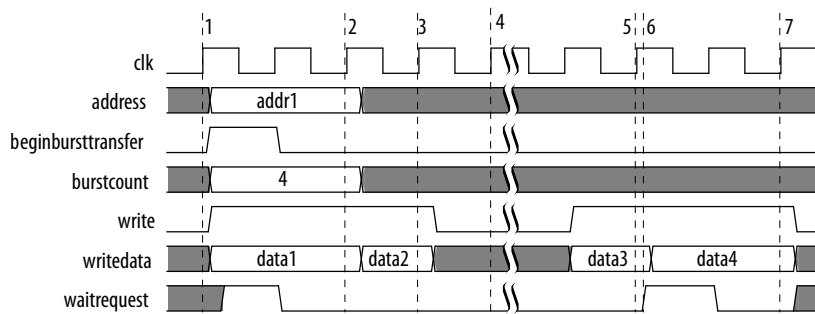 1 2 3 4 5 6 7
clk
address addr1
beginbursttransfer
burstcount 4
write
writedata data1 data2 data3 data4
waitrequest